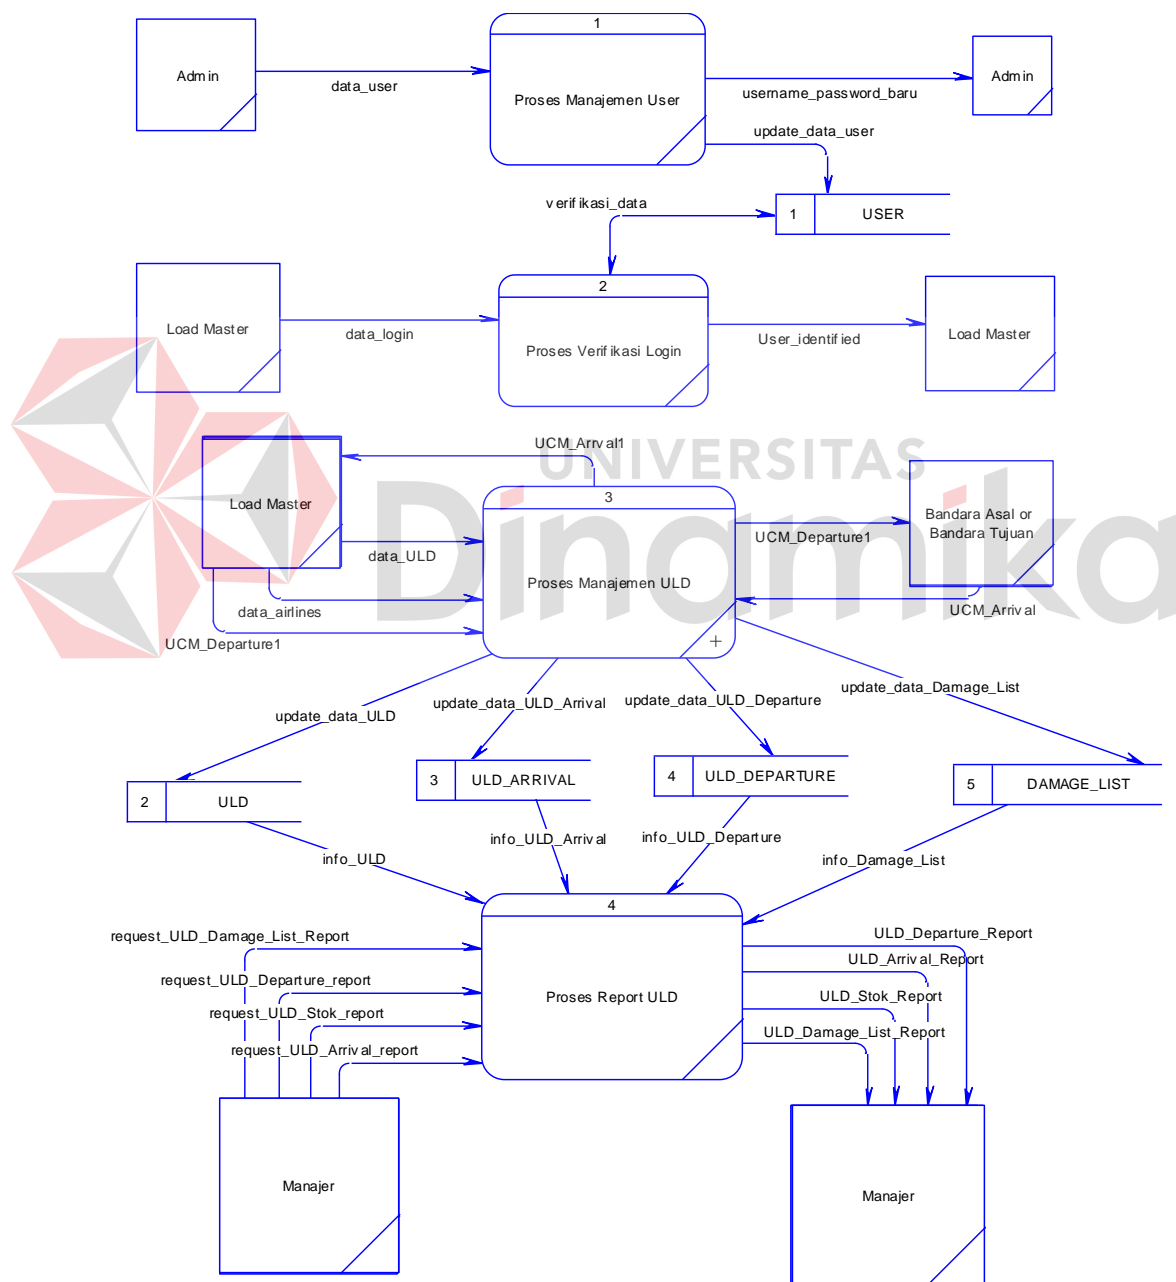 1
Admin
data_user
Proses Manajemen User
username_password_baru
Admin
update_data_user
verifikasi_data
1
USER
2
Load Master
data_login
Proses Verifikasi Login
User_identified
Load Master
UCM_Arrval1
UNIVERSITAS
Dinamika
3
Load Master
data_ULD
data_airlines
UCM_Departure1
Proses Manajemen ULD
+
UCM_Departure1
Bandara Asal or
Bandara Tujuan
UCM_Arrival
update_data_ULD
update_data_ULD_Arrival
update_data_ULD_Departure
update_data_Damage_List
2
ULD
3
ULD_ARRIVAL
4
ULD_DEPARTURE
5
DAMAGE_LIST
info_ULD
info_ULD_Arrival
info_ULD_Departure
info_Damage_List
4
Proses Report ULD
request_ULD_Damage_List_Report
request_ULD_Departure_report
request_ULD_Stok_report
request_ULD_Arrival_report
ULD_Departure_Report
ULD_Arrival_Report
ULD_Stok_Report
ULD_Damage_List_Report
Manajer
Manajer